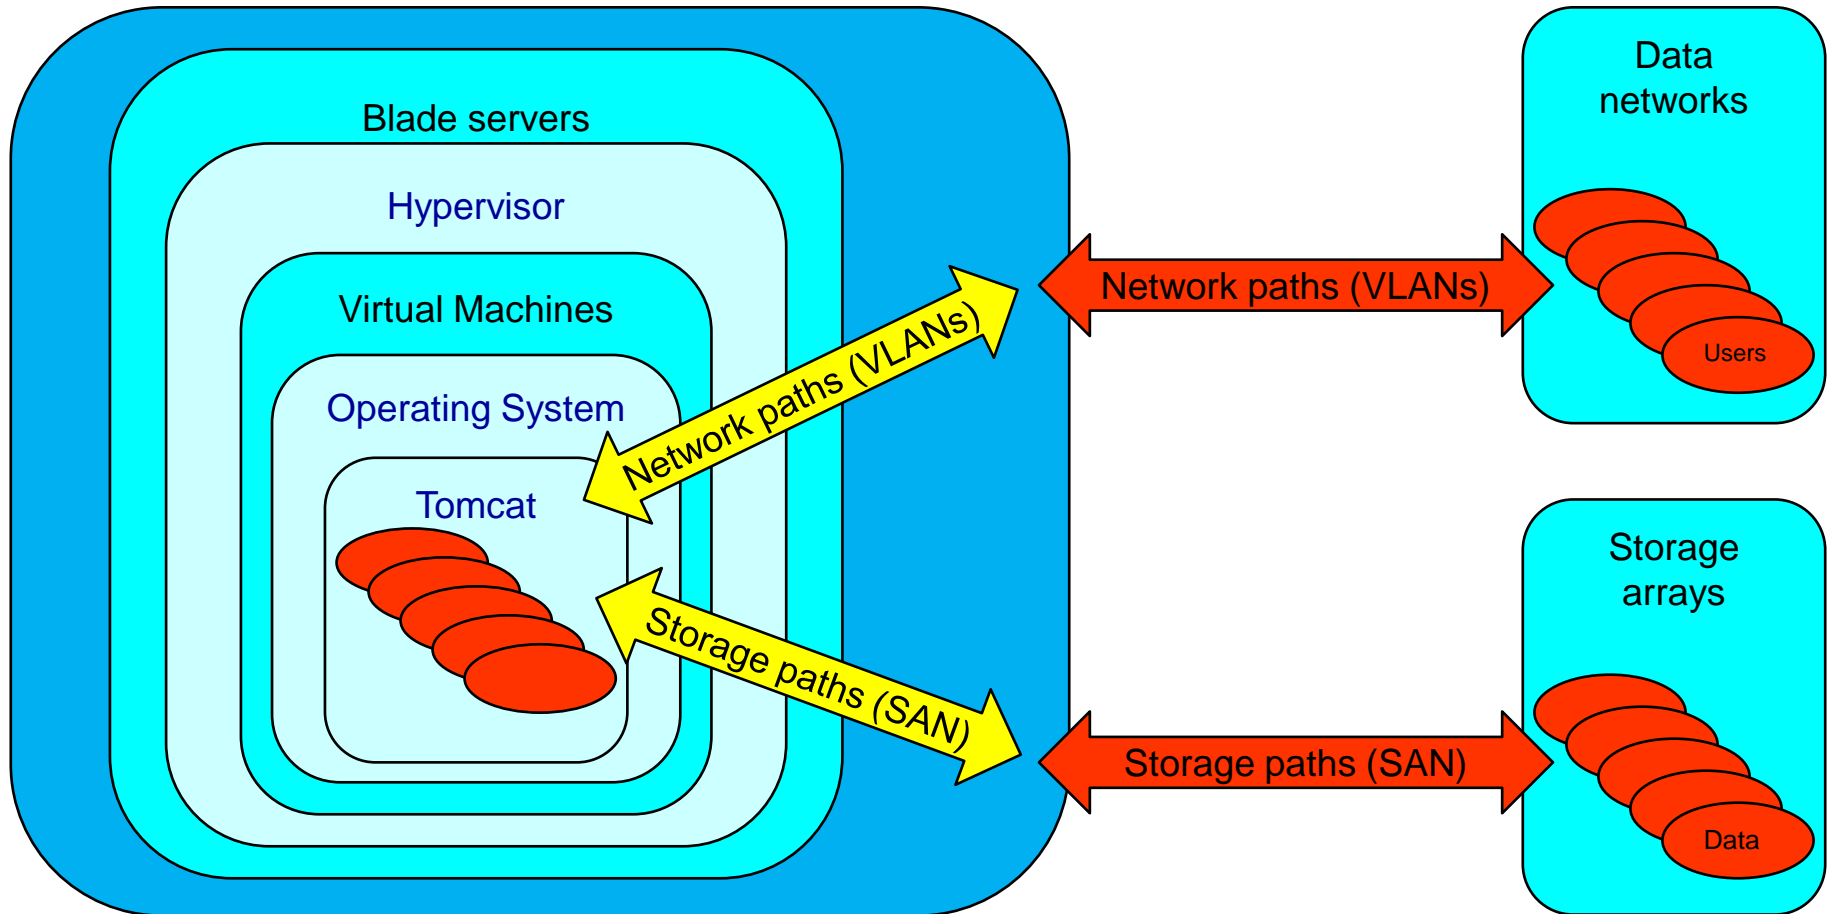 Blade servers
Hypervisor
Virtual Machines
Operating System
Tomcat
Network paths (VLANs)
Storage paths (SAN)
Network paths (VLANs)
Storage paths (SAN)
Data
networks
Users
Storage
arrays
Data